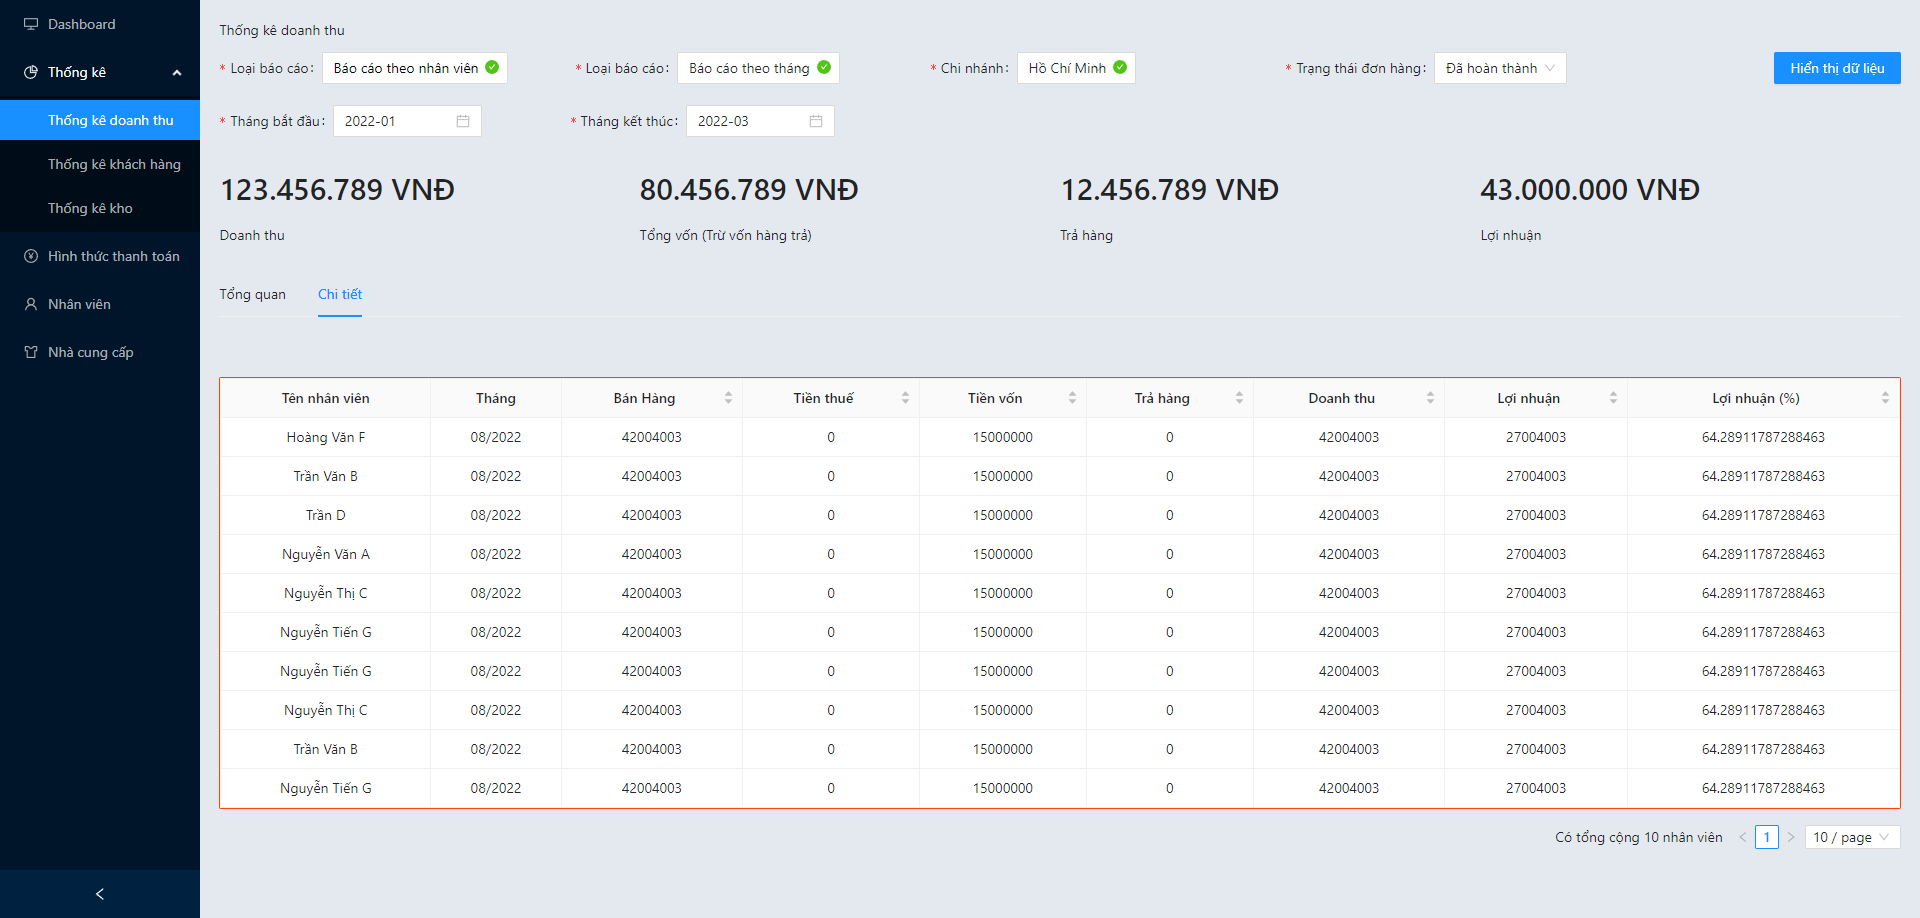 Dashboard
Thống kê
Thống kê doanh thu
Thống kê khách hàng
Thống kê kho
Hình thức thanh toán
Nhân viên
Nhà cung cấp
Thống kê doanh thu
* Loại báo cáo: Báo cáo theo nhân viên * Loại báo cáo: Báo cáo theo tháng * Chi nhánh: Hồ Chí Minh * Trạng thái đơn hàng: Đã hoàn thành Hiển thị dữ liệu
* Tháng bắt đầu: 2022-01 * Tháng kết thúc: 2022-03
123.456.789 VNĐ 80.456.789 VNĐ 12.456.789 VNĐ 43.000.000 VNĐ
Doanh thu Tổng vốn (Trừ vốn hàng trả) Trả hàng Lợi nhuận
Tổng quan Chi tiết
Tên nhân viên Tháng Bán Hàng Tiền thuế Tiền vốn Trả hàng Doanh thu Lợi nhuận Lợi nhuận (%)
Hoàng Văn F 08/2022 42004003 0 15000000 0 42004003 27004003 64.28911787288463
Trần Văn B 08/2022 42004003 0 15000000 0 42004003 27004003 64.28911787288463
Trần D 08/2022 42004003 0 15000000 0 42004003 27004003 64.28911787288463
Nguyễn Văn A 08/2022 42004003 0 15000000 0 42004003 27004003 64.28911787288463
Nguyễn Thị C 08/2022 42004003 0 15000000 0 42004003 27004003 64.28911787288463
Nguyễn Tiến G 08/2022 42004003 0 15000000 0 42004003 27004003 64.28911787288463
Nguyễn Tiến G 08/2022 42004003 0 15000000 0 42004003 27004003 64.28911787288463
Nguyễn Thị C 08/2022 42004003 0 15000000 0 42004003 27004003 64.28911787288463
Trần Văn B 08/2022 42004003 0 15000000 0 42004003 27004003 64.28911787288463
Nguyễn Tiến G 08/2022 42004003 0 15000000 0 42004003 27004003 64.28911787288463
Có tổng cộng 10 nhân viên < 1 > 10 / page